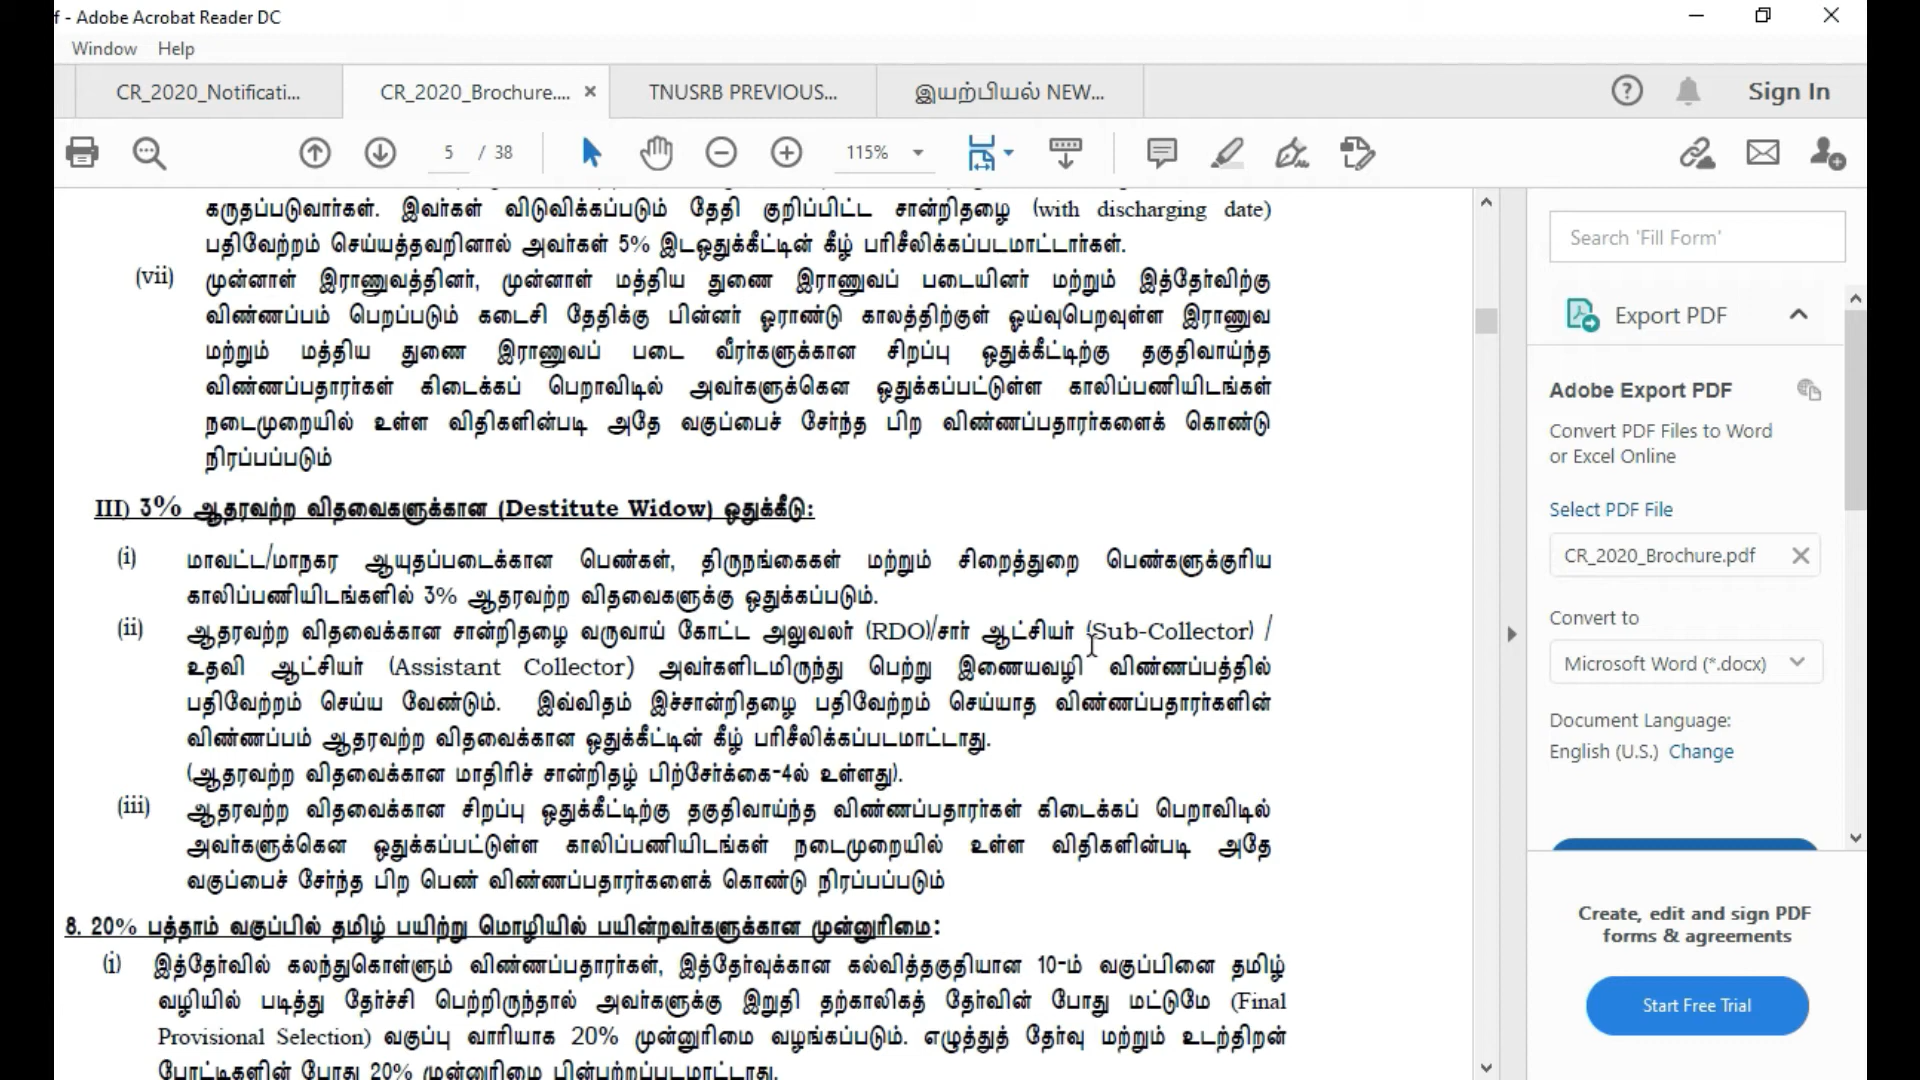 f - Adobe Acrobat Reader DC
Window Help
CR_2020_Notificati...
CR_2020_Brochure....
TNUSRB PREVIOUS...
இயற்பியல் NEW...
Sign In
5 / 38
115%
கருதப்படுவார்கள். இவர்கள் விடுவிக்கப்படும் தேதி குறிப்பிட்ட சான்றிதழை (with discharging date)
பதிவேற்றம் செய்யத்தவறினால் அவர்கள் 5% இடஒதுக்கீட்டின் கீழ் பரிசீலிக்கப்படமாட்டார்கள்.
(vii) முன்னாள் இராணுவத்தினர், முன்னாள் மத்திய துணை இராணுவப் படையினர் மற்றும் இத்தேர்விற்கு
விண்ணப்பம் பெறப்படும் கடைசி தேதிக்கு பின்னர் ஓராண்டு காலத்திற்குள் ஓய்வுபெறவுள்ள இராணுவ
மற்றும் மத்திய துணை இராணுவப் படை வீரர்களுக்கான சிறப்பு ஒதுக்கீட்டிற்கு தகுதிவாய்ந்த
விண்ணப்பதாரர்கள் கிடைக்கப் பெறாவிடில் அவர்களுக்கென ஒதுக்கப்பட்டுள்ள காலிப்பணியிடங்கள்
நடைமுறையில் உள்ள விதிகளின்படி அதே வகுப்பைச் சேர்ந்த பிற விண்ணப்பதாரர்களைக் கொண்டு
நிரப்பப்படும்
III) 3% ஆதரவற்ற விதவைகளுக்கான (Destitute Widow) ஒதுக்கீடு:
(i) மாவட்ட/மாநகர ஆயுதப்படைக்கான பெண்கள், திருநங்கைகள் மற்றும் சிறைத்துறை பெண்களுக்குரிய
காலிப்பணியிடங்களில் 3% ஆதரவற்ற விதவைகளுக்கு ஒதுக்கப்படும்.
(ii) ஆதரவற்ற விதவைக்கான சான்றிதழை வருவாய் கோட்ட அலுவலர் (RDO)/சார் ஆட்சியர் (Sub-Collector) /
உதவி ஆட்சியர் (Assistant Collector) அவர்களிடமிருந்து பெற்று இணையவழி விண்ணப்பத்தில்
பதிவேற்றம் செய்ய வேண்டும். இவ்விதம் இச்சான்றிதழை பதிவேற்றம் செய்யாத விண்ணப்பதாரர்களின்
விண்ணப்பம் ஆதரவற்ற விதவைக்கான ஒதுக்கீட்டின் கீழ் பரிசீலிக்கப்படமாட்டாது.
(ஆதரவற்ற விதவைக்கான மாதிரிச் சான்றிதழ் பிற்சேர்க்கை-4ல் உள்ளது).
(iii) ஆதரவற்ற விதவைக்கான சிறப்பு ஒதுக்கீட்டிற்கு தகுதிவாய்ந்த விண்ணப்பதாரர்கள் கிடைக்கப் பெறாவிடில்
அவர்களுக்கென ஒதுக்கப்பட்டுள்ள காலிப்பணியிடங்கள் நடைமுறையில் உள்ள விதிகளின்படி அதே
வகுப்பைச் சேர்ந்த பிற பெண் விண்ணப்பதாரர்களைக் கொண்டு நிரப்பப்படும்
8. 20% பத்தாம் வகுப்பில் தமிழ் பயிற்று மொழியில் பயின்றவர்களுக்கான முன்னுரிமை:
(i) இத்தேர்வில் கலந்துகொள்ளும் விண்ணப்பதாரர்கள், இத்தேர்வுக்கான கல்வித்தகுதியான 10-ம் வகுப்பினை தமிழ்
வழியில் படித்து தேர்ச்சி பெற்றிருந்தால் அவர்களுக்கு இறுதி தற்காலிகத் தேர்வின் போது மட்டுமே (Final
Provisional Selection) வகுப்பு வாரியாக 20% முன்னுரிமை வழங்கப்படும். எழுத்துத் தேர்வு மற்றும் உடற்திறன்
போட்டிகளின் போது 20% முன்னுரிமை பின்பற்றப்படமாட்டாது.
Search 'Fill Form'
Export PDF
Adobe Export PDF
Convert PDF Files to Word
or Excel Online
Select PDF File
CR_2020_Brochure.pdf
Convert to
Microsoft Word (*.docx)
Document Language:
English (U.S.) Change
Create, edit and sign PDF
forms & agreements
Start Free Trial